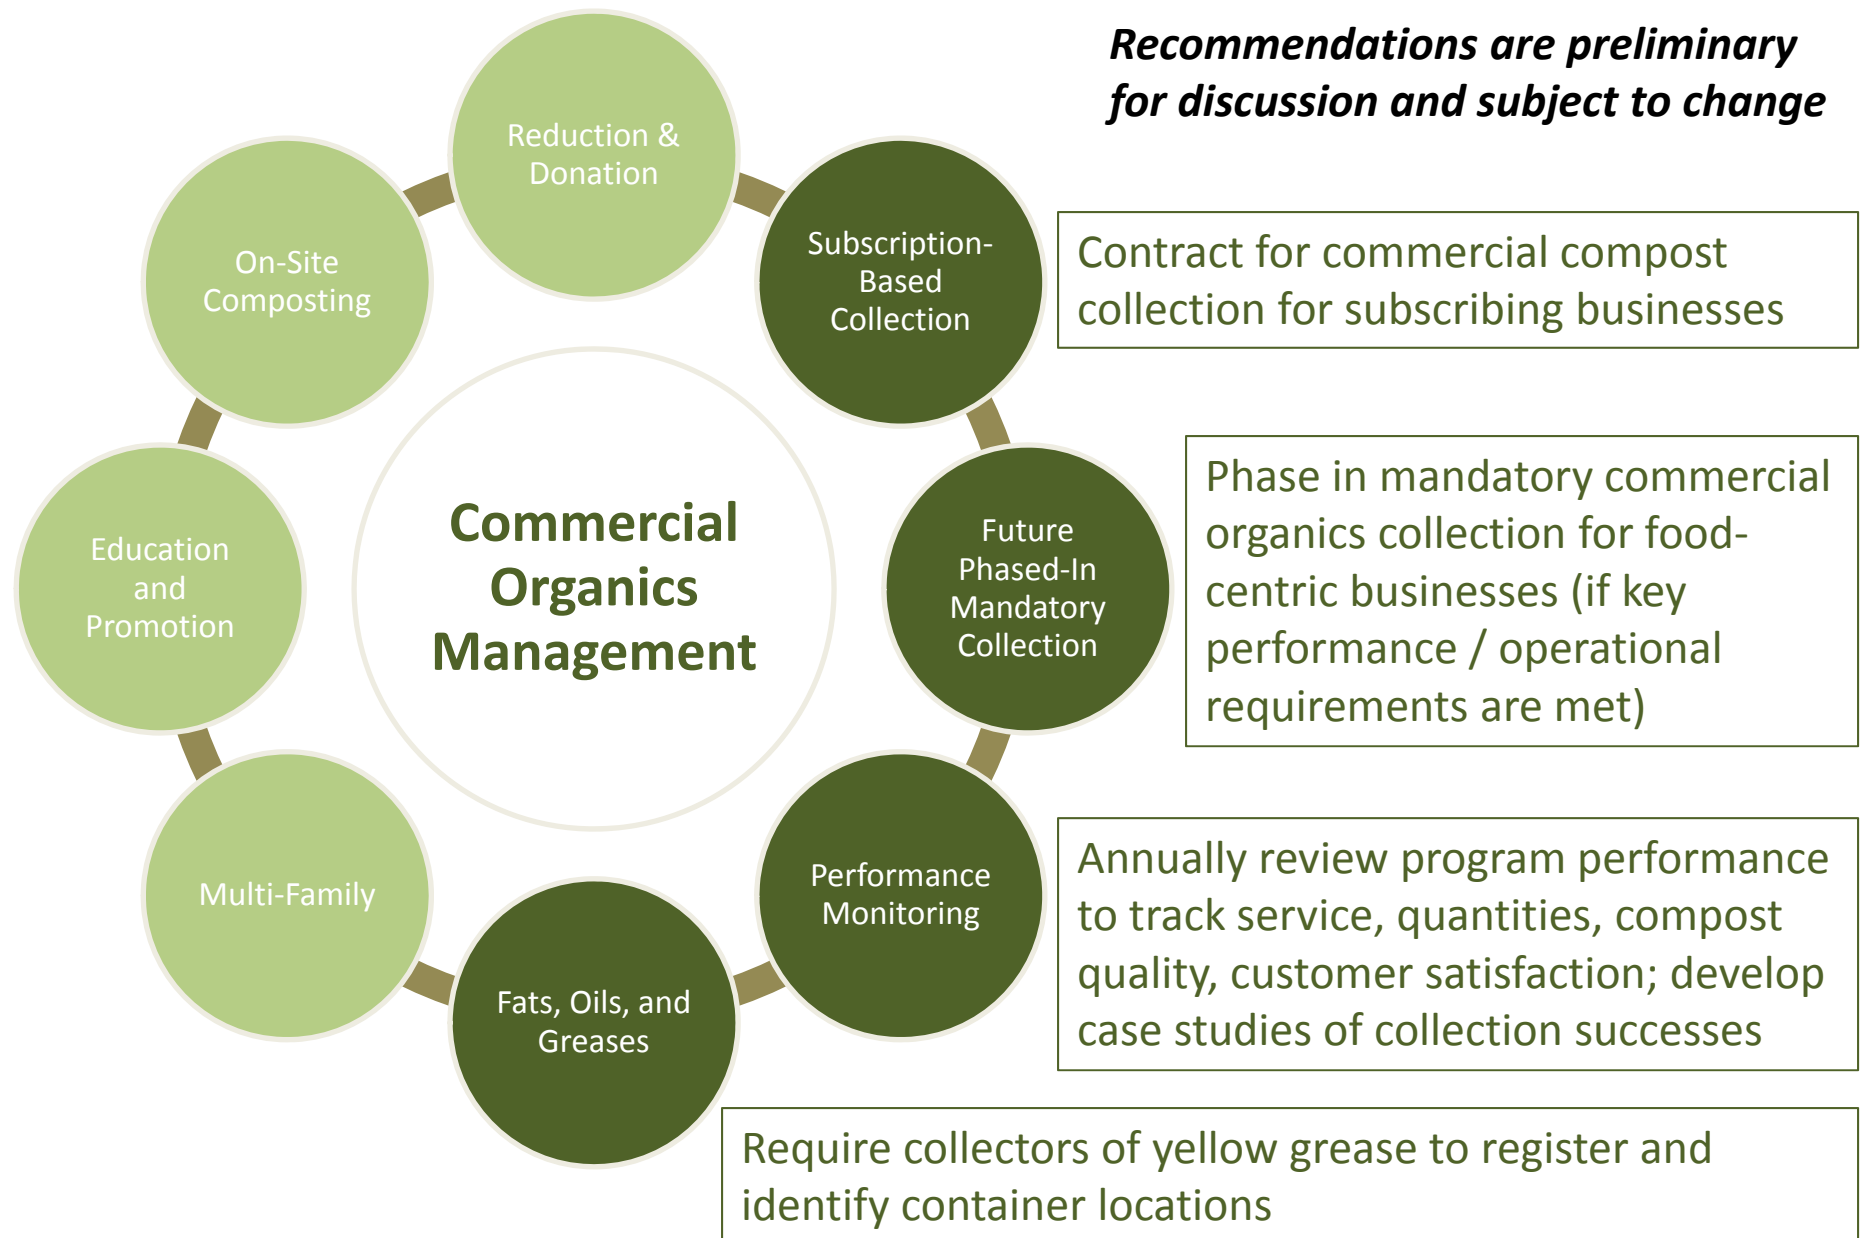 Recommendations are preliminary
for discussion and subject to change
Reduction &
Donation
Subscription-
Based
Collection
Contract for commercial compost
collection for subscribing businesses
On-Site
Composting
Future
Phased-In
Mandatory
Collection
Phase in mandatory commercial
organics collection for food-
centric businesses (if key
performance / operational
requirements are met)
Commercial
Organics
Management
Education
and
Promotion
Performance
Monitoring
Annually review program performance
to track service, quantities, compost
quality, customer satisfaction; develop
case studies of collection successes
Multi-Family
Fats, Oils, and
Greases
Require collectors of yellow grease to register and
identify container locations